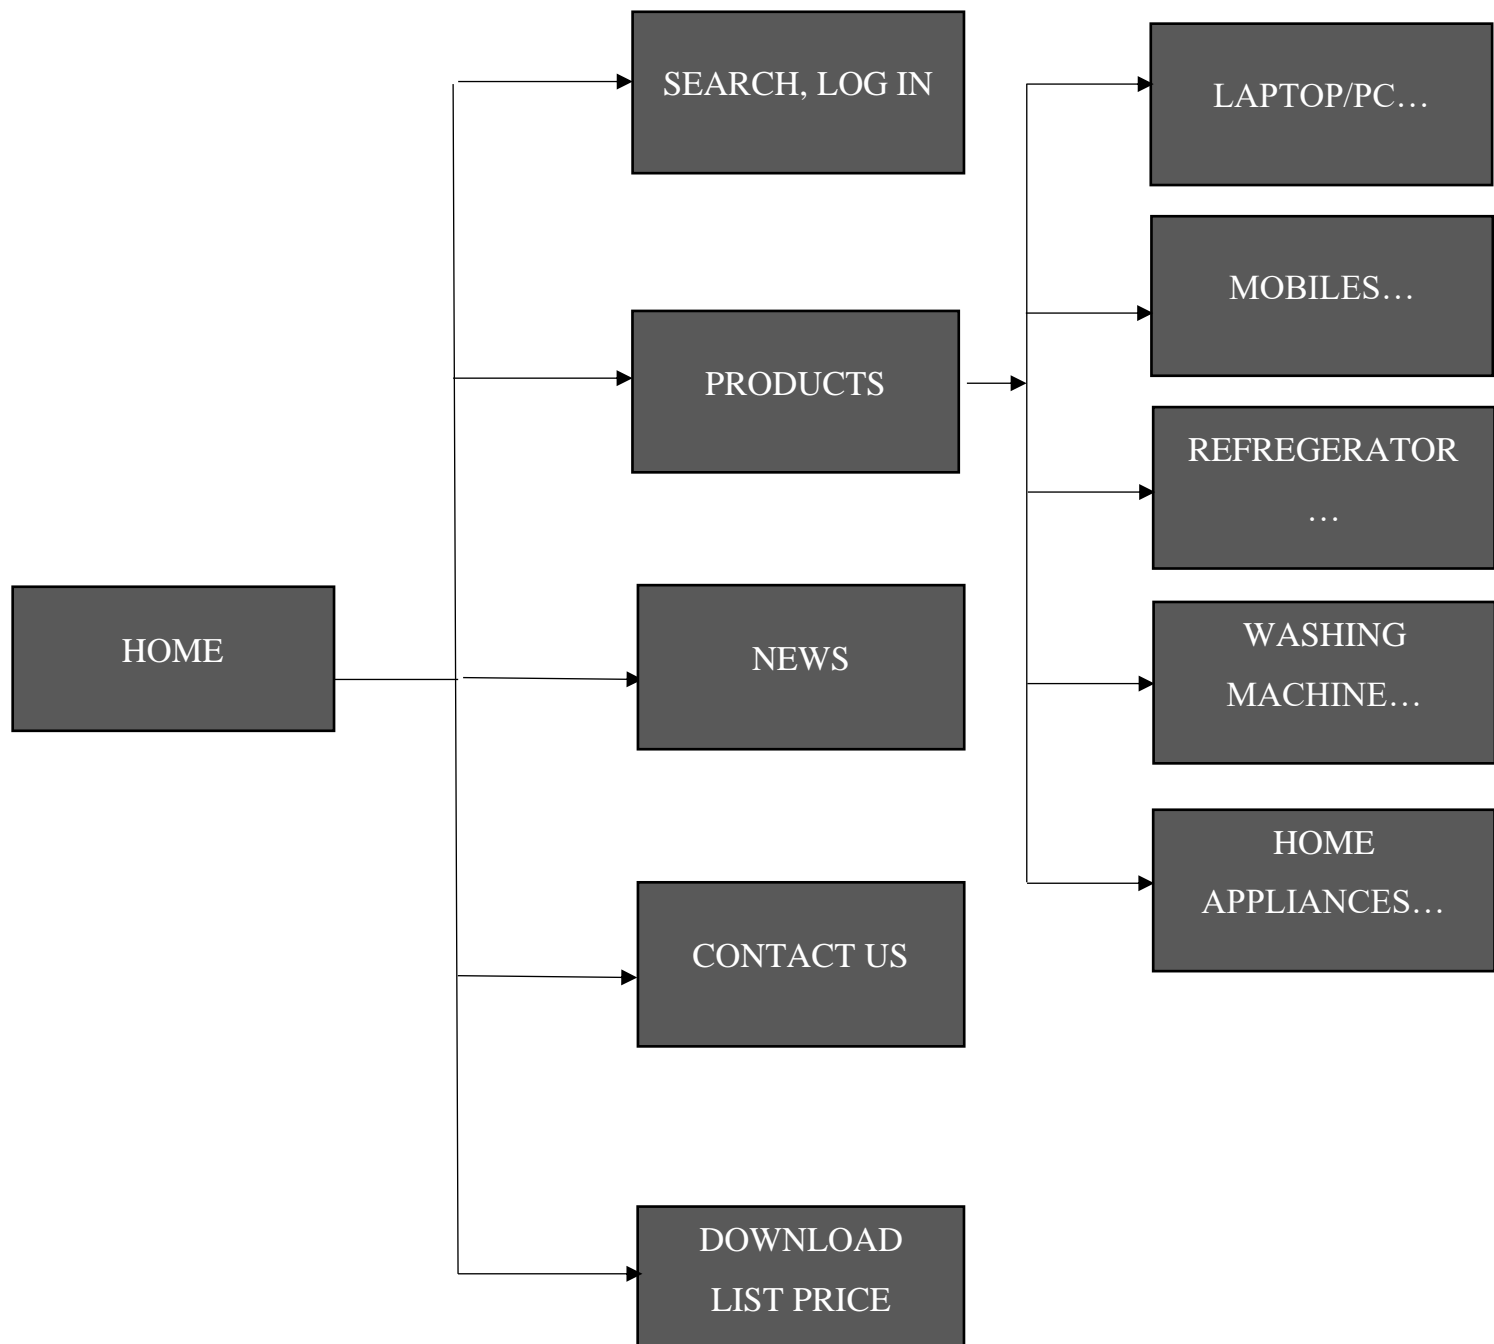 SEARCH, LOG IN
LAPTOP/PC…
MOBILES…
PRODUCTS
REFREGERATOR
…
HOME
NEWS
WASHING
MACHINE…
HOME
APPLIANCES…
CONTACT US
DOWNLOAD
LIST PRICE